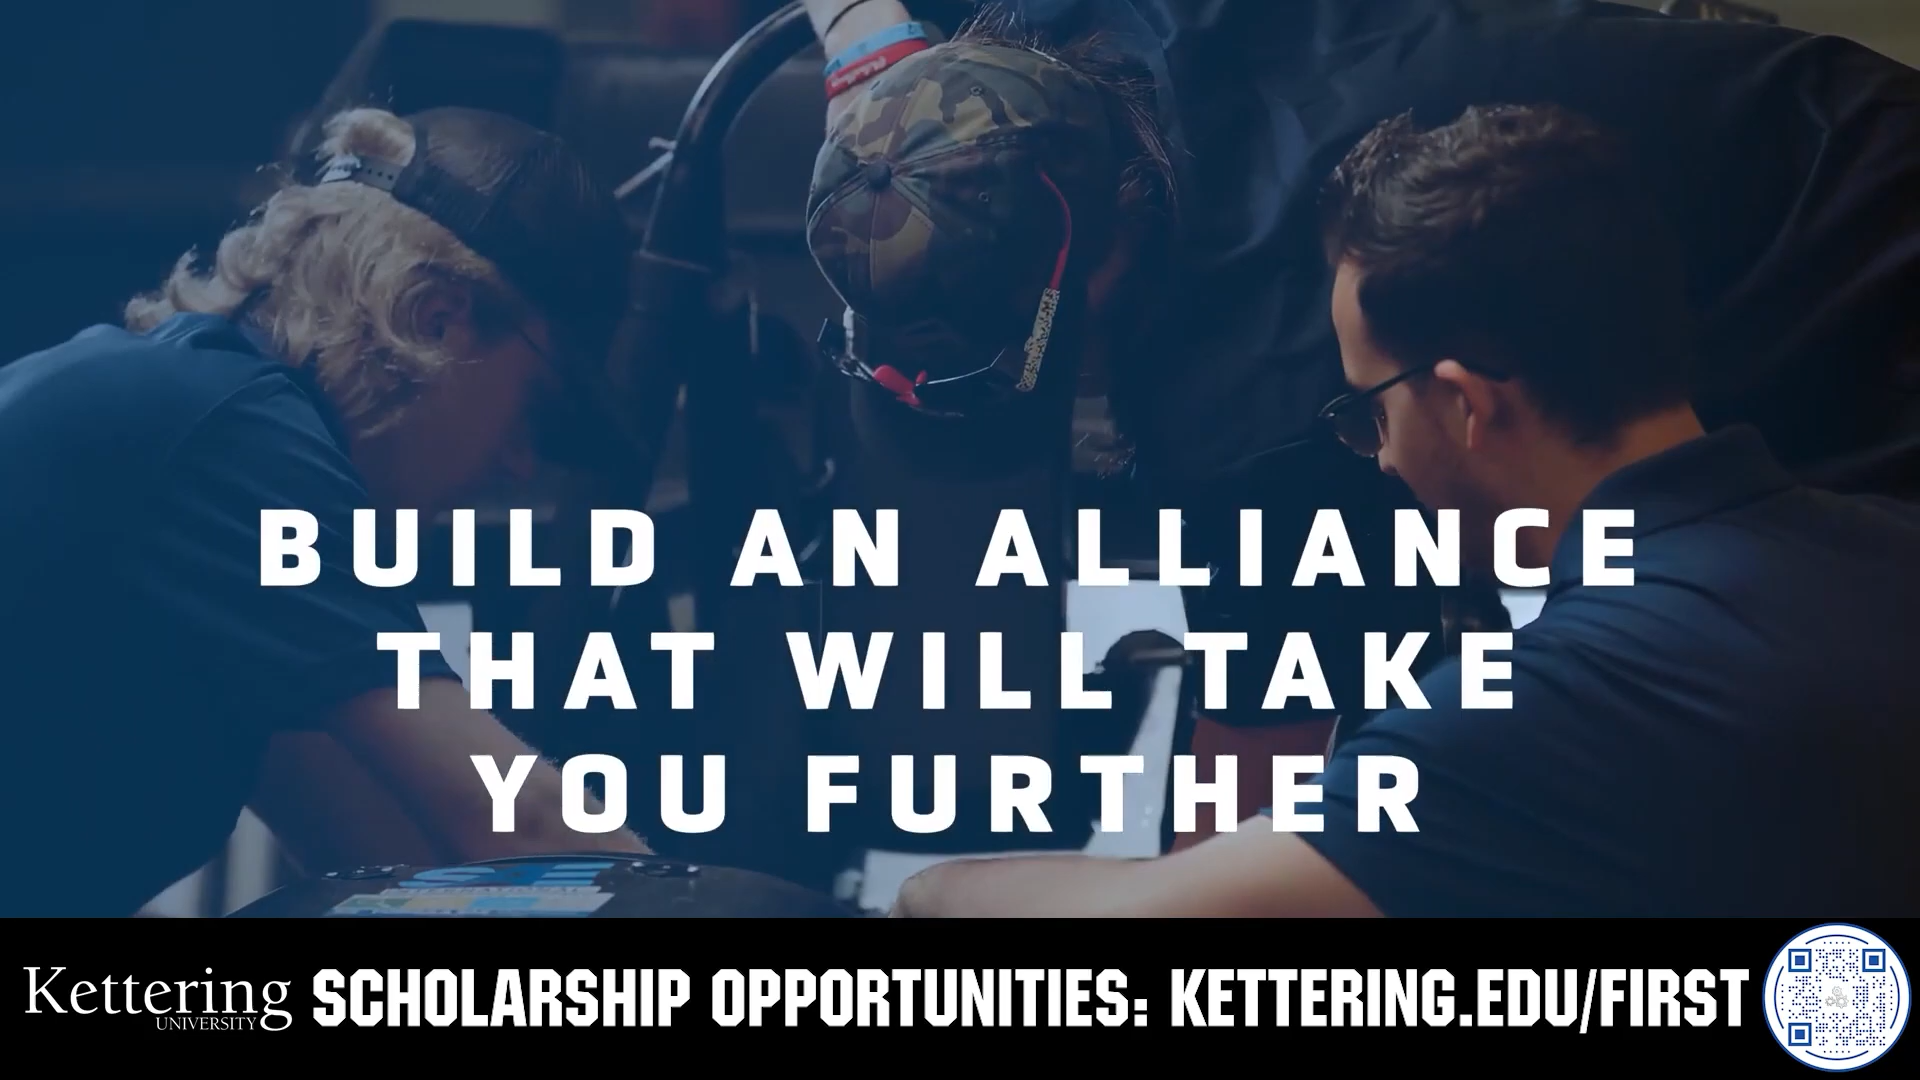 BUILD AN ALLIANCE
THAT WILL TAKE
YOU FURTHER
Kettering
UNIVERSITY
SCHOLARSHIP OPPORTUNITIES: KETTERING.EDU/FIRST